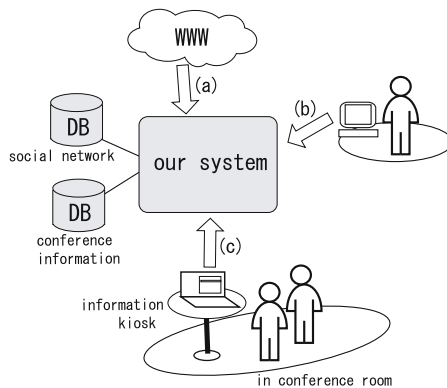 WWW
(a)
(b)
DB
social network
our system
DB
conference
information
(c)
information
kiosk
in conference room